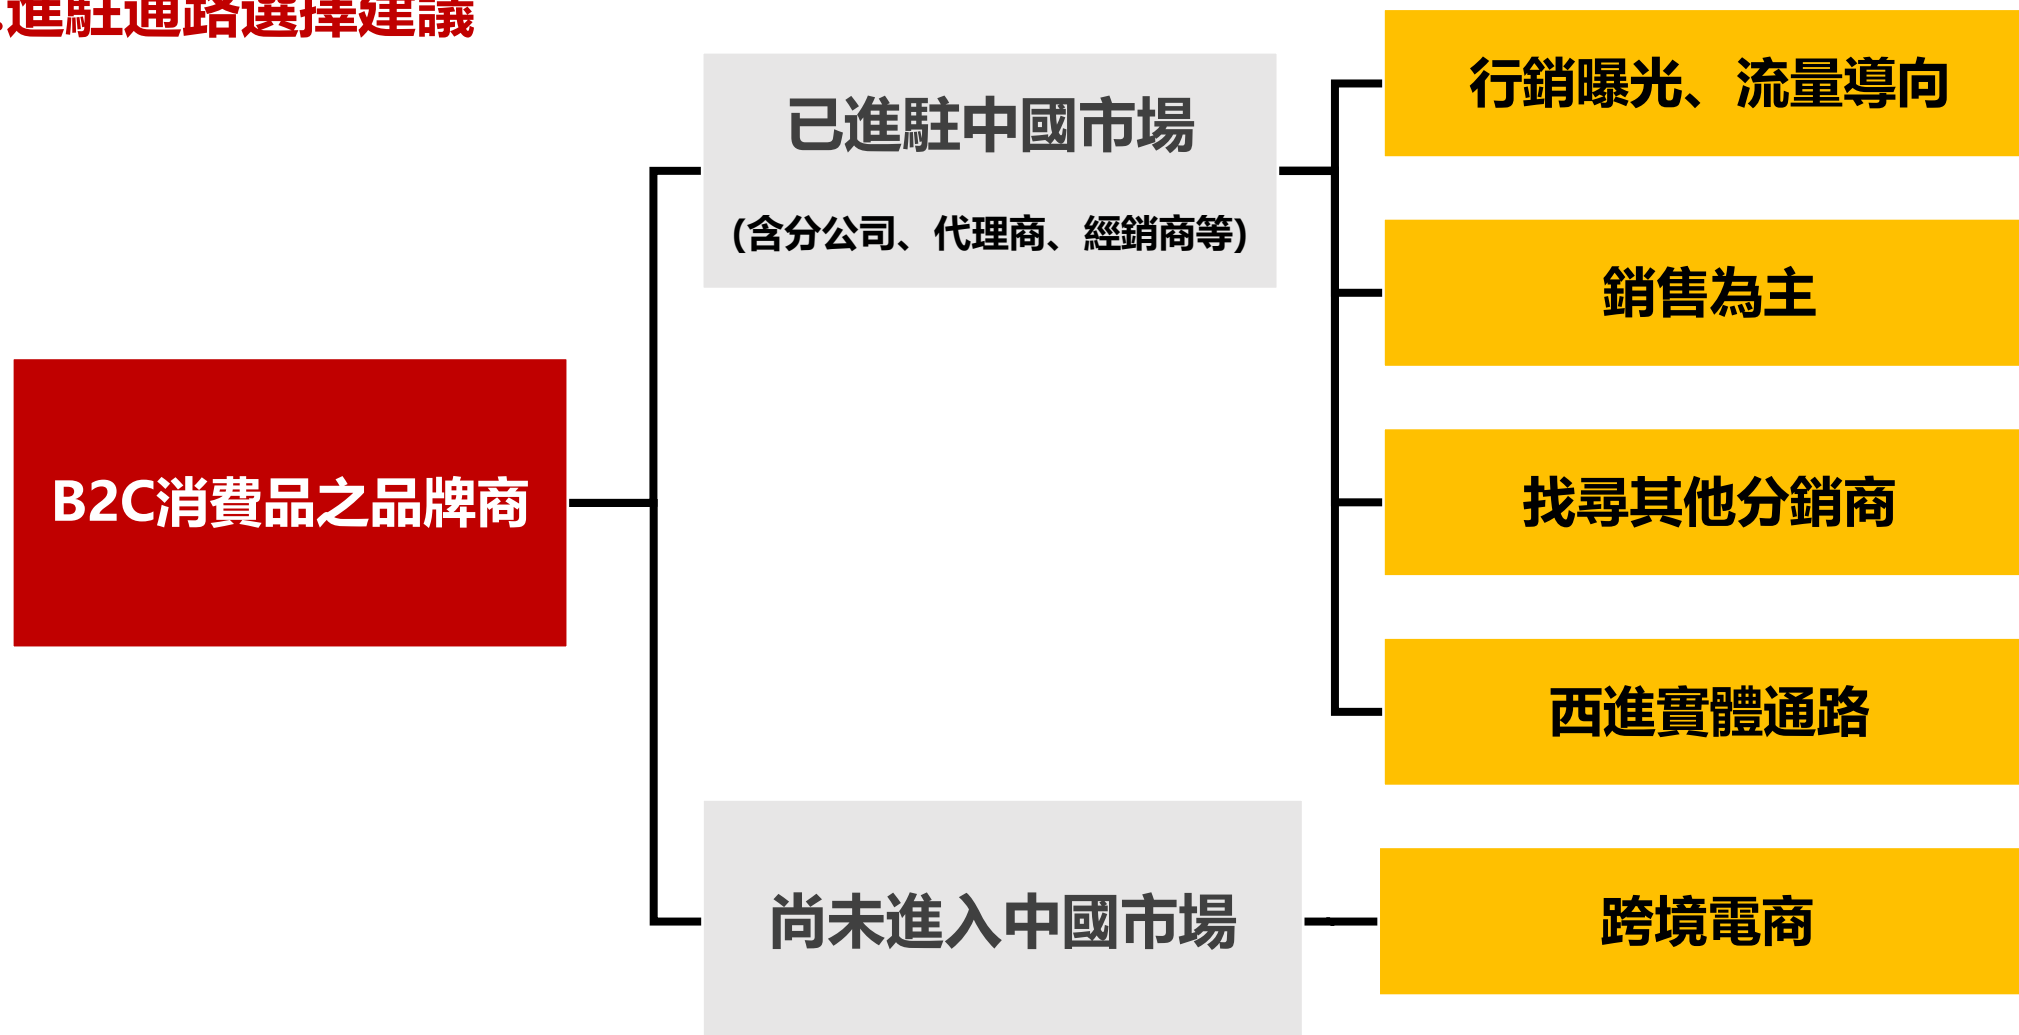 進駐通路選擇建議
已進駐中國市場
(含分公司、代理商、經銷商等)
B2C消費品之品牌商
尚未進入中國市場
行銷曝光、流量導向
銷售為主
找尋其他分銷商
西進實體通路
跨境電商